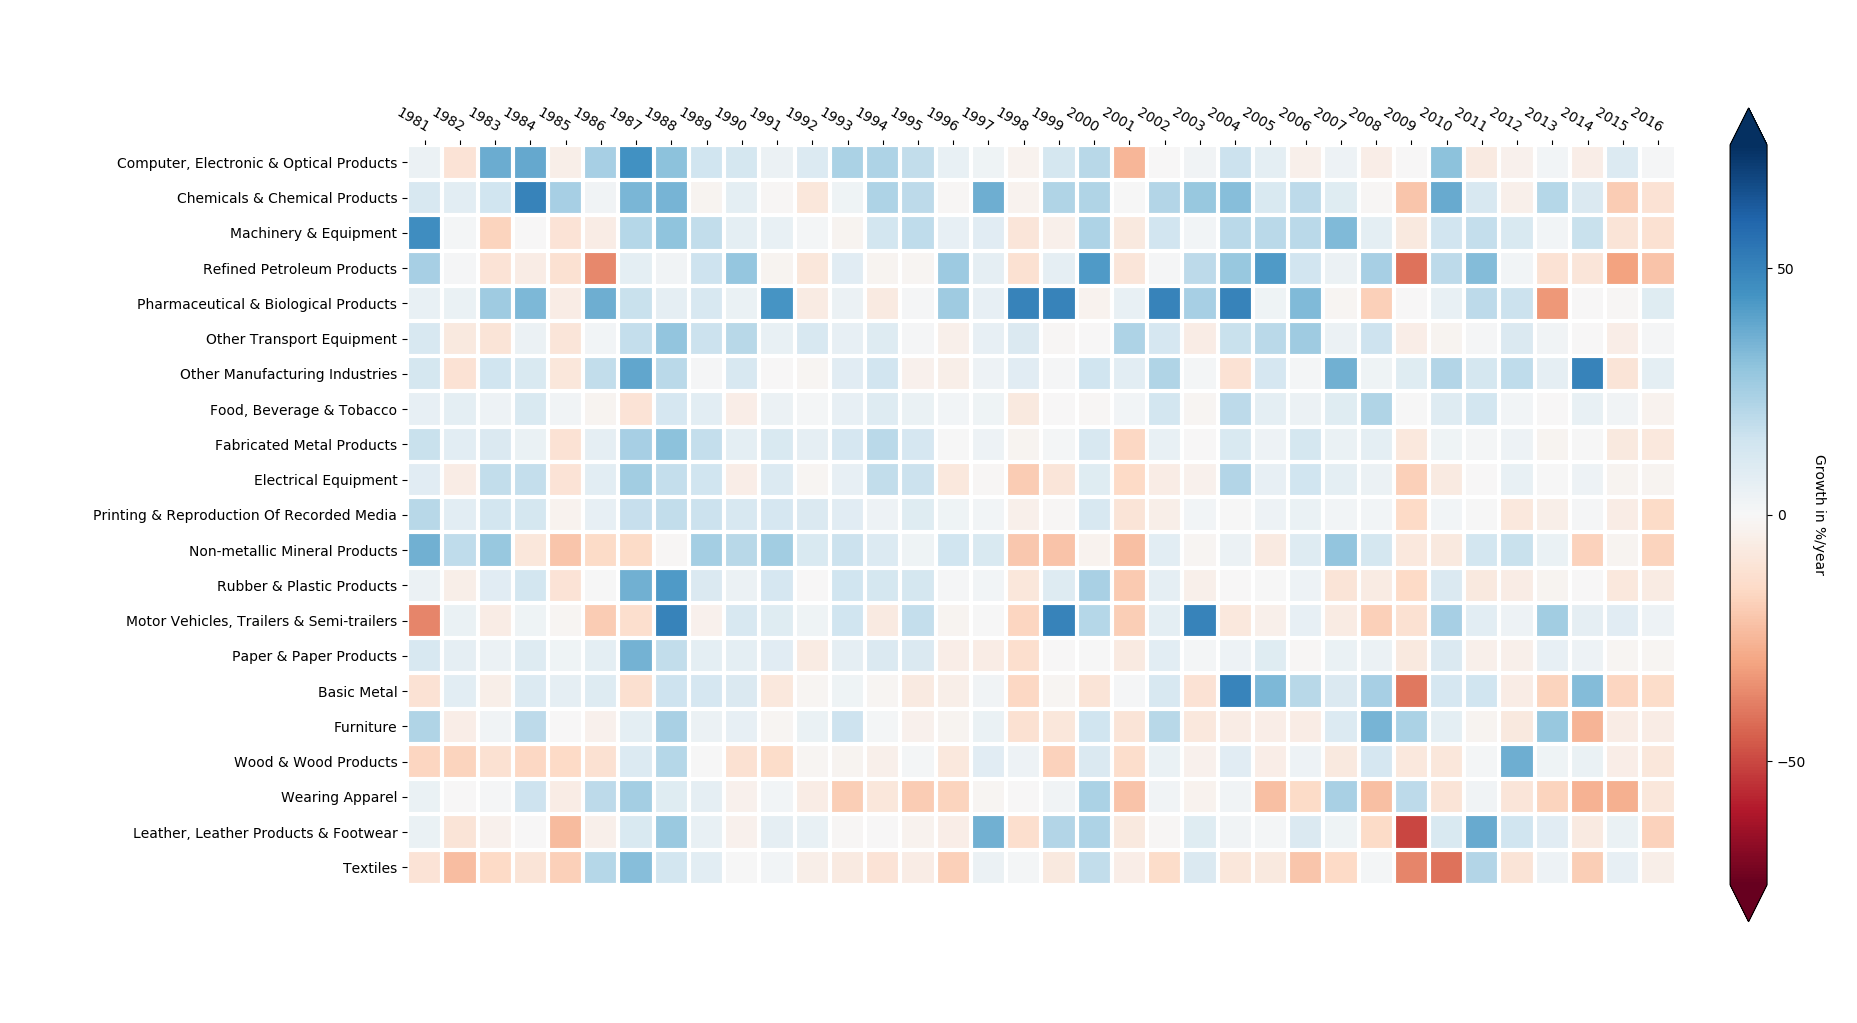 1981 1982 1983 1984 1985 1986 1987 1988 1989 1990 1991 1992 1993 1994 1995 1996 1997 1998 1999 2000 2001 2002 2003 2004 2005 2006 2007 2008 2009 2010 2011 2012 2013 2014 2015 2016
Computer, Electronic & Optical Products
Chemicals & Chemical Products
Machinery & Equipment
Refined Petroleum Products
Pharmaceutical & Biological Products
Other Transport Equipment
Other Manufacturing Industries
Food, Beverage & Tobacco
Fabricated Metal Products
Electrical Equipment
Printing & Reproduction Of Recorded Media
Non-metallic Mineral Products
Rubber & Plastic Products
Motor Vehicles, Trailers & Semi-trailers
Paper & Paper Products
Basic Metal
Furniture
Wood & Wood Products
Wearing Apparel
Leather, Leather Products & Footwear
Textiles
50
0
−50
Growth in %/year